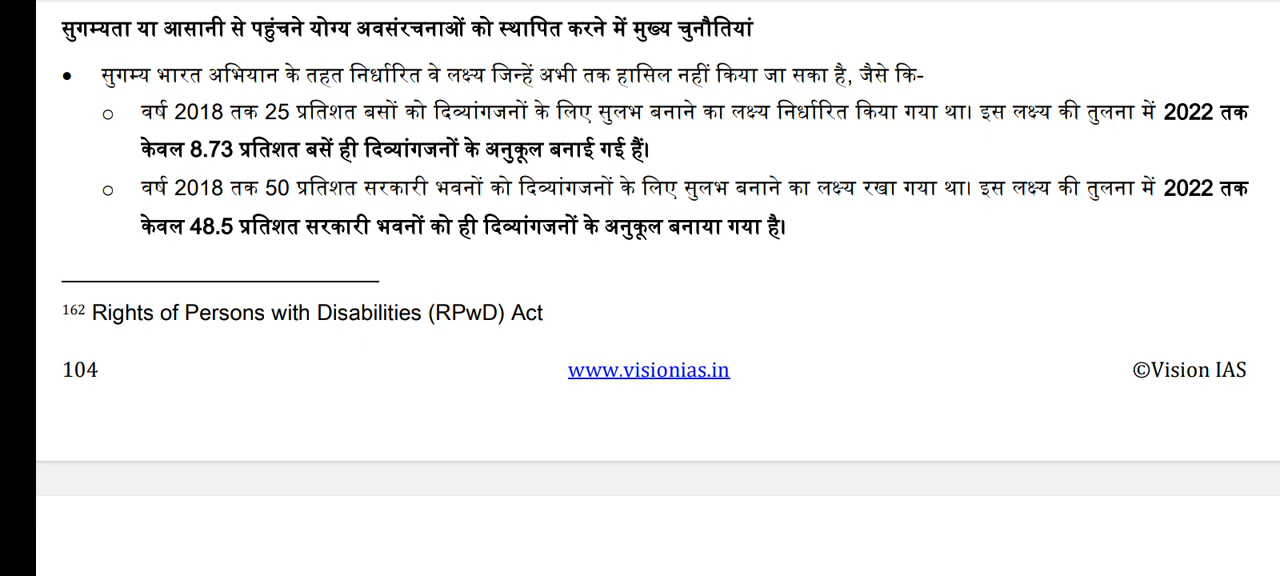 सुगम्यता या आसानी से पहुंचने योग्य अवसंरचनाओं को स्थापित करने में मुख्य चुनौतियां
• सुगम्य भारत अभियान के तहत निर्धारित वे लक्ष्य जिन्हें अभी तक हासिल नहीं किया जा सका है, जैसे कि-
o वर्ष 2018 तक 25 प्रतिशत बसों को दिव्यांगजनों के लिए सुलभ बनाने का लक्ष्य निर्धारित किया गया था। इस लक्ष्य की तुलना में 2022 तक
केवल 8.73 प्रतिशत बसें ही दिव्यांगजनों के अनुकूल बनाई गई हैं।
o वर्ष 2018 तक 50 प्रतिशत सरकारी भवनों को दिव्यांगजनों के लिए सुलभ बनाने का लक्ष्य रखा गया था। इस लक्ष्य की तुलना में 2022 तक
केवल 48.5 प्रतिशत सरकारी भवनों को ही दिव्यांगजनों के अनुकूल बनाया गया है।
162 Rights of Persons with Disabilities (RPwD) Act
104 www.visionias.in ©Vision IAS